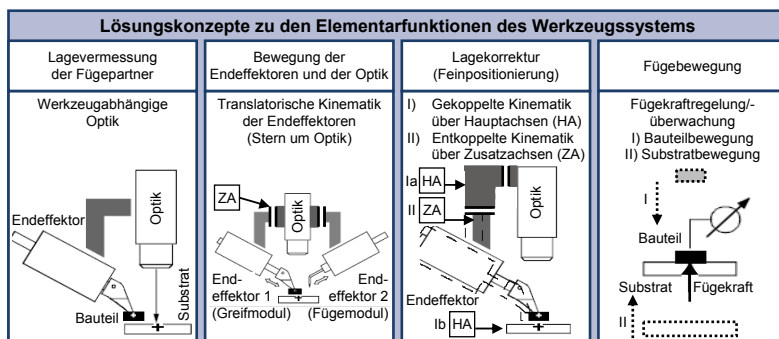 Lösungskonzepte zu den Elementarfunktionen des Werkzeugssystems
Lagevermessung
der Fügepartner
Werkzeugabhängige
Optik
Endeffektor
Optik
Substrat
Bauteil
Bewegung der
Endeffektoren und der Optik
Translatorische Kinematik
der Endeffektoren
(Stern um Optik)
ZA
Optik
End-
effektor 1
(Greifmodul)
End-
effektor 2
(Fügemodul)
Lagekorrektur
(Feinpositionierung)
I) Gekoppelte Kinematik
über Hauptachsen (HA)
II) Entkoppelte Kinematik
über Zusatzachsen (ZA)
Ia HA
II ZA
Optik
Endeffektor
Ib HA
Fügebewegung
Fügekraftregelung/-
überwachung
I) Bauteilbewegung
II) Substratbewegung
I
Bauteil
Substrat Fügekraft
II